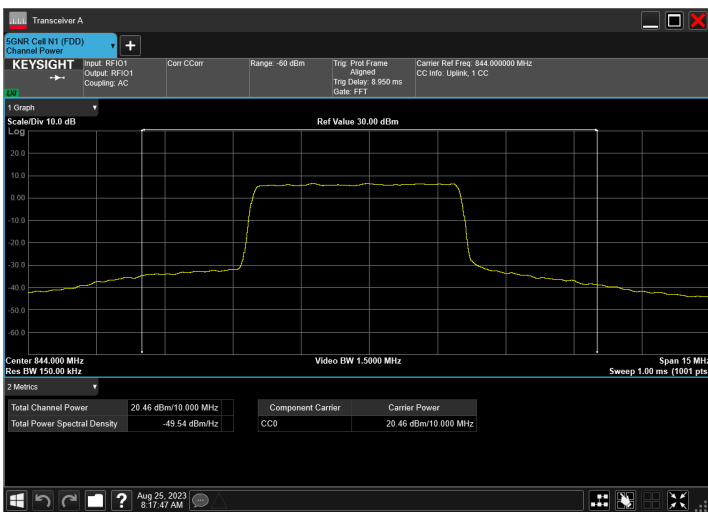 Transceiver A
5GNR Cell N1 (FDD)
Channel Power
+
KEYSIGHT
LXI
Input: RFIO1
Output: RFIO1
Coupling: AC
Corr CCorr
Range: -60 dBm
Trig: Prot Frame
Aligned
Trig Delay: 8.950 ms
Gate: FFT
Carrier Ref Freq: 844.000000 MHz
CC Info: Uplink, 1 CC
1 Graph
Scale/Div 10.0 dB
Ref Value 30.00 dBm
Log
20.0
10.0
0.00
-10.0
-20.0
-30.0
-40.0
-50.0
-60.0
Center 844.000 MHz
Video BW 1.5000 MHz
Span 15 MHz
Res BW 150.00 kHz
Sweep 1.00 ms (1001 pts
2 Metrics
Total Channel Power 20.46 dBm/10.000 MHz
Total Power Spectral Density -49.54 dBm/Hz
Component Carrier Carrier Power
CC0 20.46 dBm/10.000 MHz
?
Aug 25, 2023
8:17:47 AM